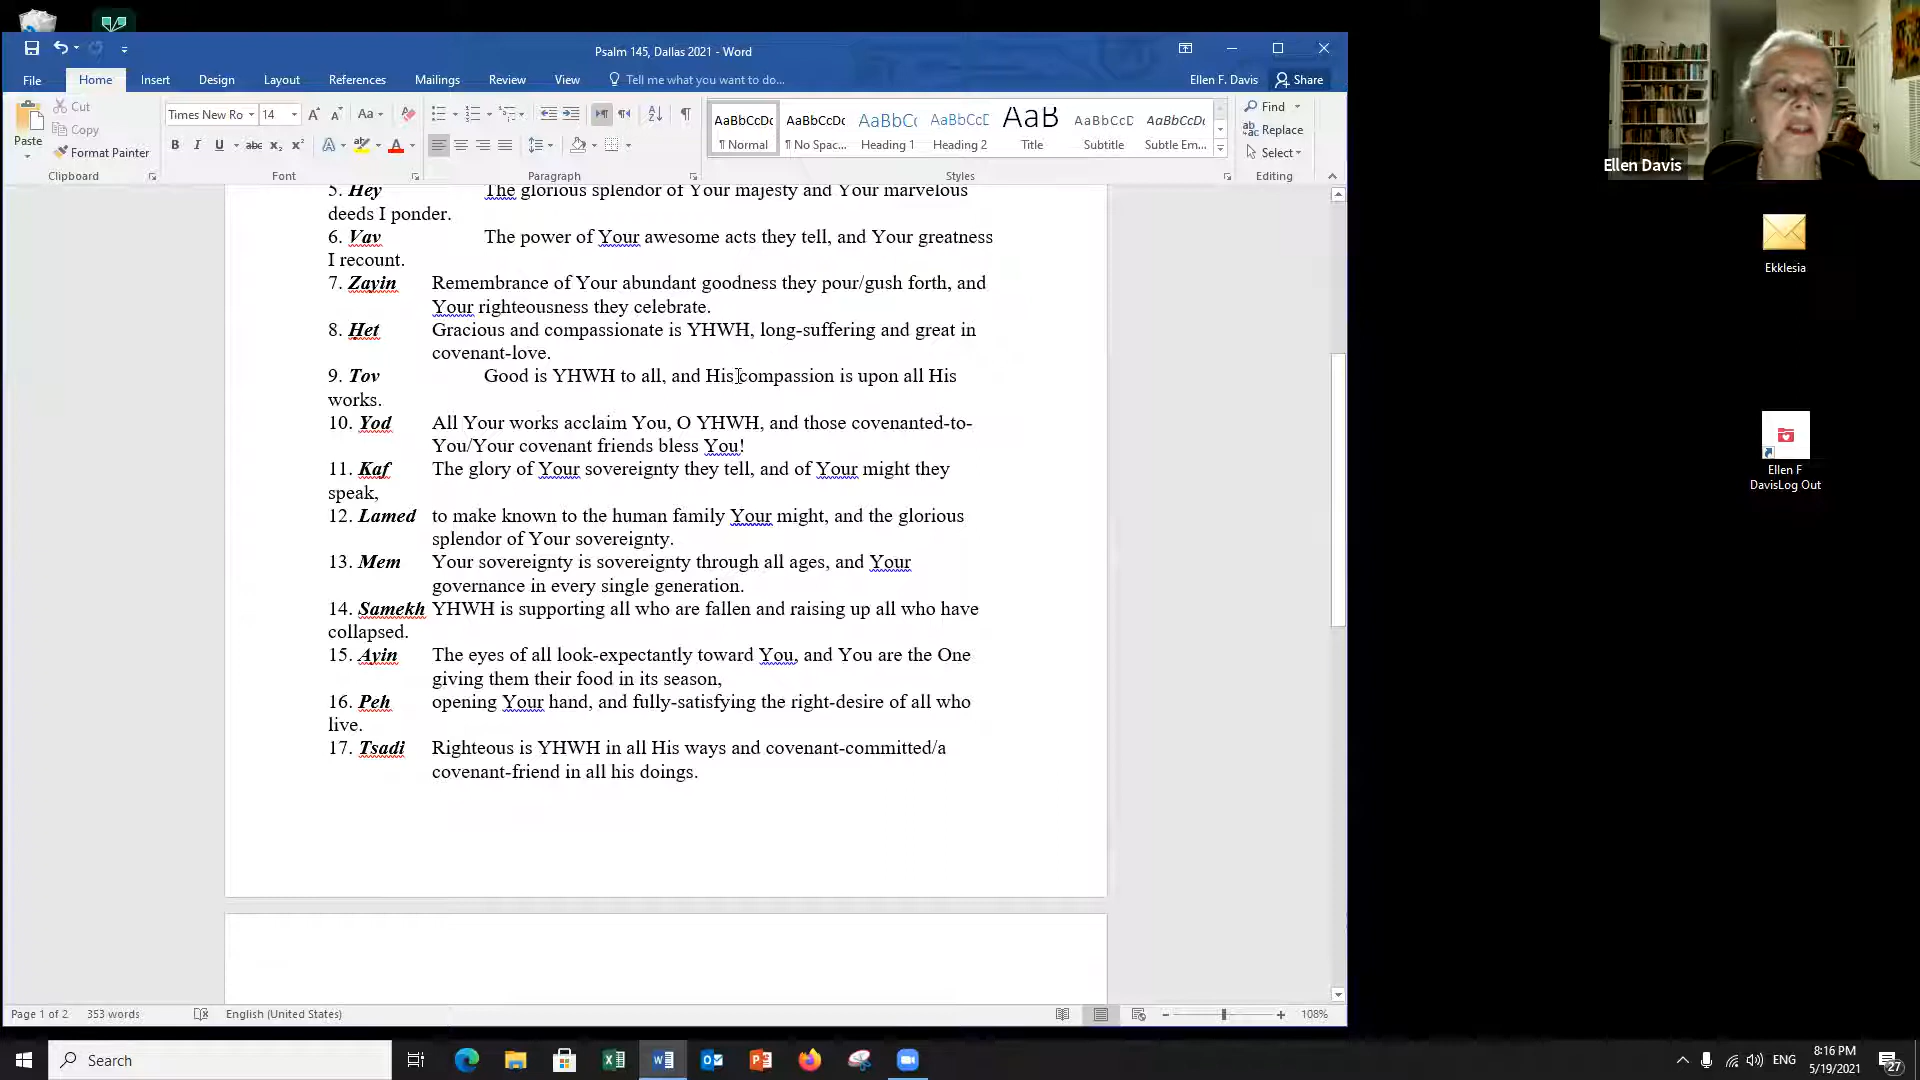 Psalm 145, Dallas 2021 - Word
Ellen F. Davis
Share
File
Home
Insert
Design
Layout
References
Mailings
Review
View
Tell me what you want to do...
Paste
Cut
Copy
Format Painter
Clipboard
Times New Ro
14
Font
Paragraph
AaBbCcDc
¶ Normal
AaBbCcDc
¶ No Spac...
AaBbCc
Heading 1
AaBbCcE
Heading 2
AaB
Title
AaBbCcD
Subtitle
AaBbCcDc
Subtle Em...
Styles
Find
Replace
Select
Editing
5. Hey The glorious splendor of Your majesty and Your marvelous
deeds I ponder.
6. Vav The power of Your awesome acts they tell, and Your greatness
I recount.
7. Zayin Remembrance of Your abundant goodness they pour/gush forth, and
Your righteousness they celebrate.
8. Het Gracious and compassionate is YHWH, long-suffering and great in
covenant-love.
9. Tov Good is YHWH to all, and His compassion is upon all His
works.
10. Yod All Your works acclaim You, O YHWH, and those covenanted-to-
You/Your covenant friends bless You!
11. Kaf The glory of Your sovereignty they tell, and of Your might they
speak,
12. Lamed to make known to the human family Your might, and the glorious
splendor of Your sovereignty.
13. Mem Your sovereignty is sovereignty through all ages, and Your
governance in every single generation.
14. Samekh YHWH is supporting all who are fallen and raising up all who have
collapsed.
15. Ayin The eyes of all look-expectantly toward You, and You are the One
giving them their food in its season,
16. Peh opening Your hand, and fully-satisfying the right-desire of all who
live.
17. Tsadi Righteous is YHWH in all His ways and covenant-committed/a
covenant-friend in all his doings.
Page 1 of 2
353 words
English (United States)
108%
Ellen Davis
Ekklesia
Ellen F
DavisLog Out
Search
ENG
8:16 PM
5/19/2021
27